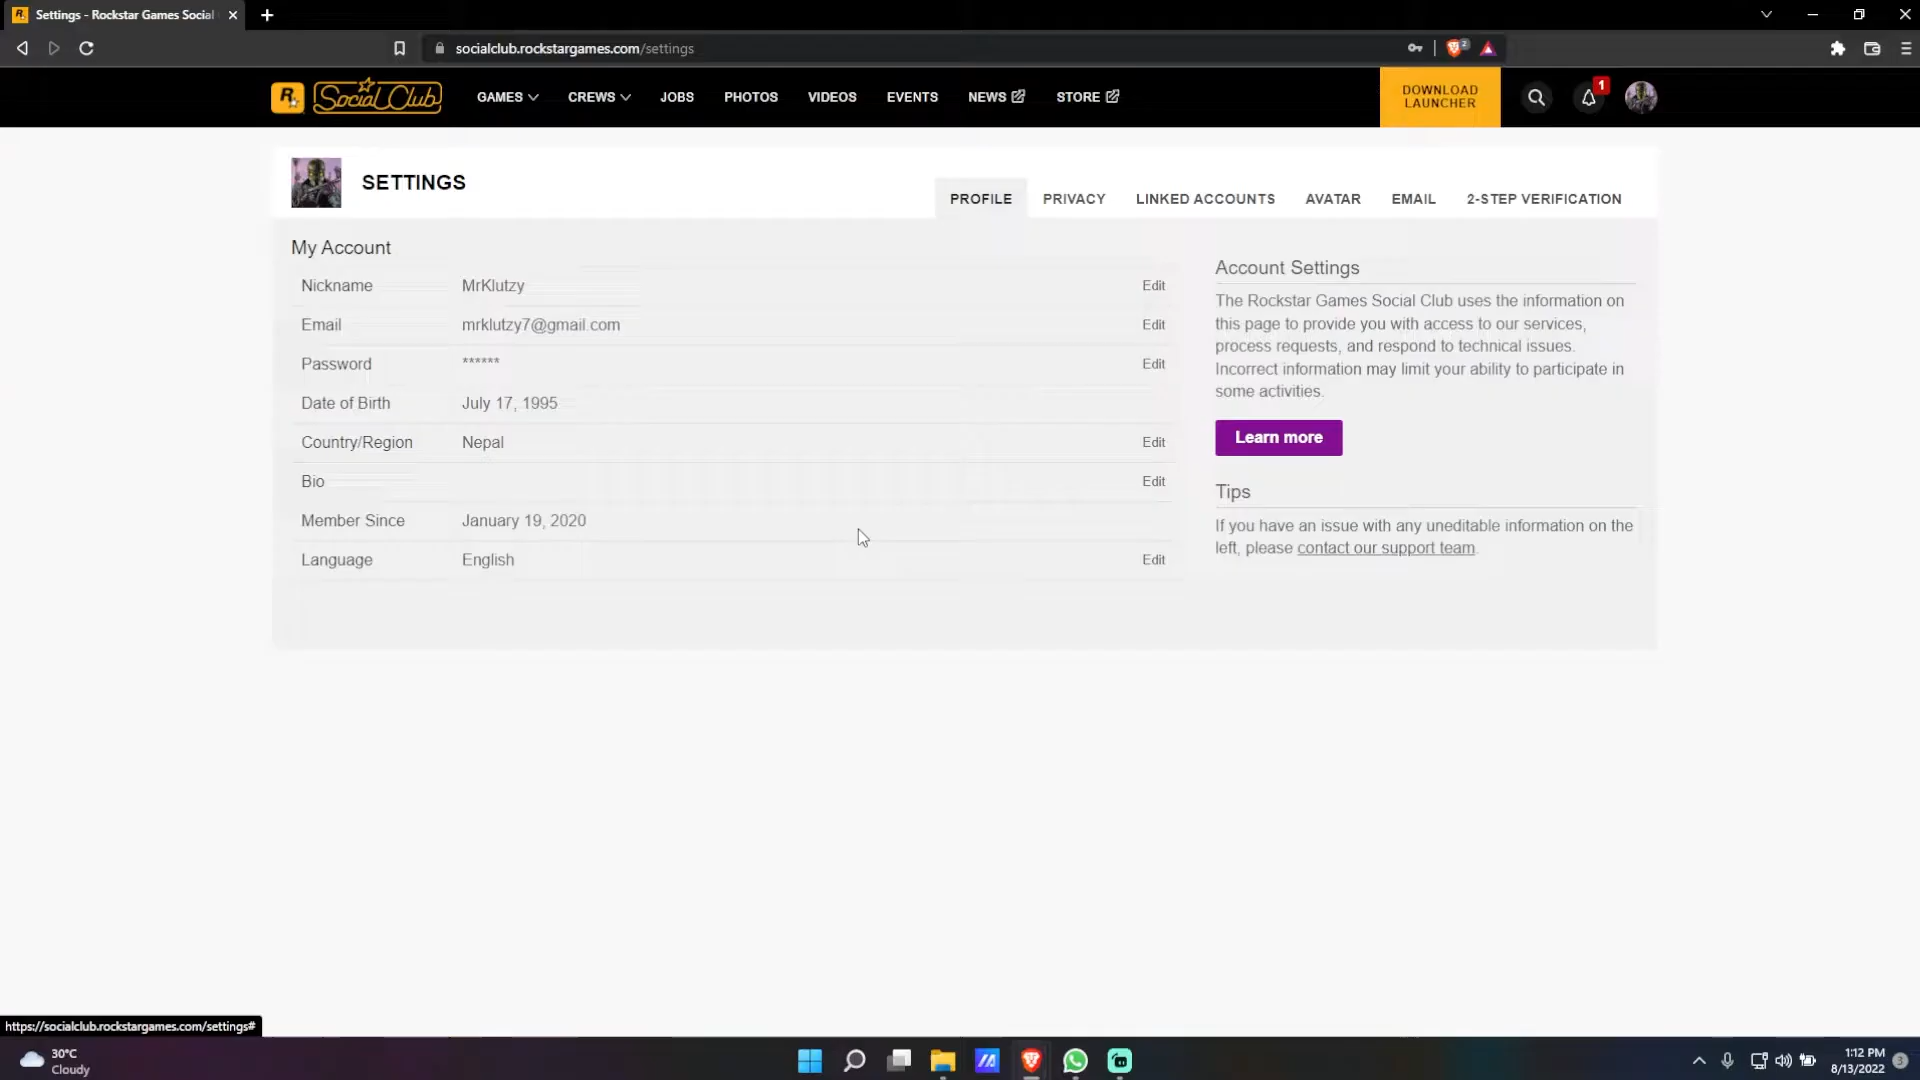 Settings - Rockstar Games Social
socialclub.rockstargames.com/settings
2
R
Social Club
GAMES
CREWS
JOBS
PHOTOS
VIDEOS
EVENTS
NEWS
STORE
DOWNLOAD
LAUNCHER
1
SETTINGS
PROFILE
PRIVACY
LINKED ACCOUNTS
AVATAR
EMAIL
2-STEP VERIFICATION
My Account
Nickname MrKlutzy Edit
Email mrklutzy7@gmail.com Edit
Password ****** Edit
Date of Birth July 17, 1995
Country/Region Nepal Edit
Bio Edit
Member Since January 19, 2020
Language English Edit
Account Settings
The Rockstar Games Social Club uses the information on
this page to provide you with access to our services,
process requests, and respond to technical issues.
Incorrect information may limit your ability to participate in
some activities.
Learn more
Tips
If you have an issue with any uneditable information on the
left, please contact our support team.
https://socialclub.rockstargames.com/settings#
30°C
Cloudy
1:12 PM
8/13/2022
3